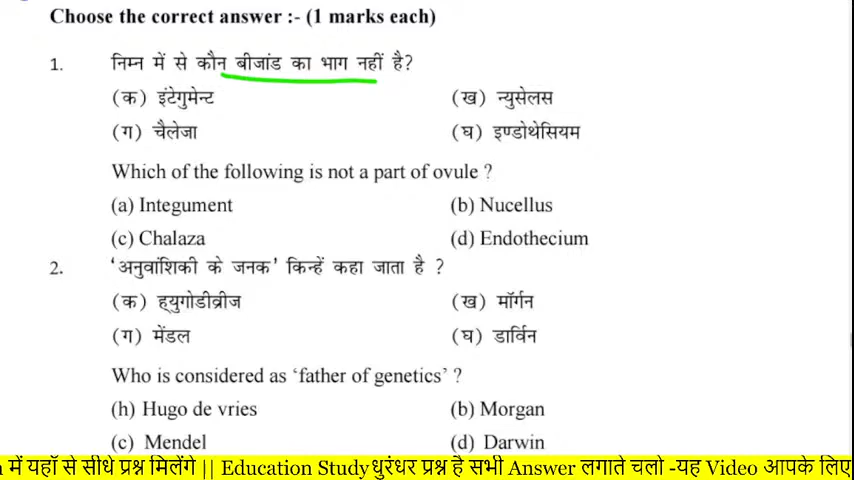 Choose the correct answer :- (1 marks each)
1. निम्न में से कौन बीजांड का भाग नहीं है?
(क) इंटेगुमेन्ट (ख) न्युसेलस
(ग) चैलेजा (घ) इण्डोथेसियम
Which of the following is not a part of ovule ?
(a) Integument (b) Nucellus
(c) Chalaza (d) Endothecium
2. ‘अनुवांशिकी के जनक’ किन्हें कहा जाता है ?
(क) ह्युगोडीव्रीज (ख) मॉर्गन
(ग) मेंडल (घ) डार्विन
Who is considered as ‘father of genetics’ ?
(h) Hugo de vries (b) Morgan
(c) Mendel (d) Darwin
में यहाँ से सीधे प्रश्न मिलेंगे || Education Study धुरंधर प्रश्न है सभी Answer लगाते चलो -यह Video आपके लिए